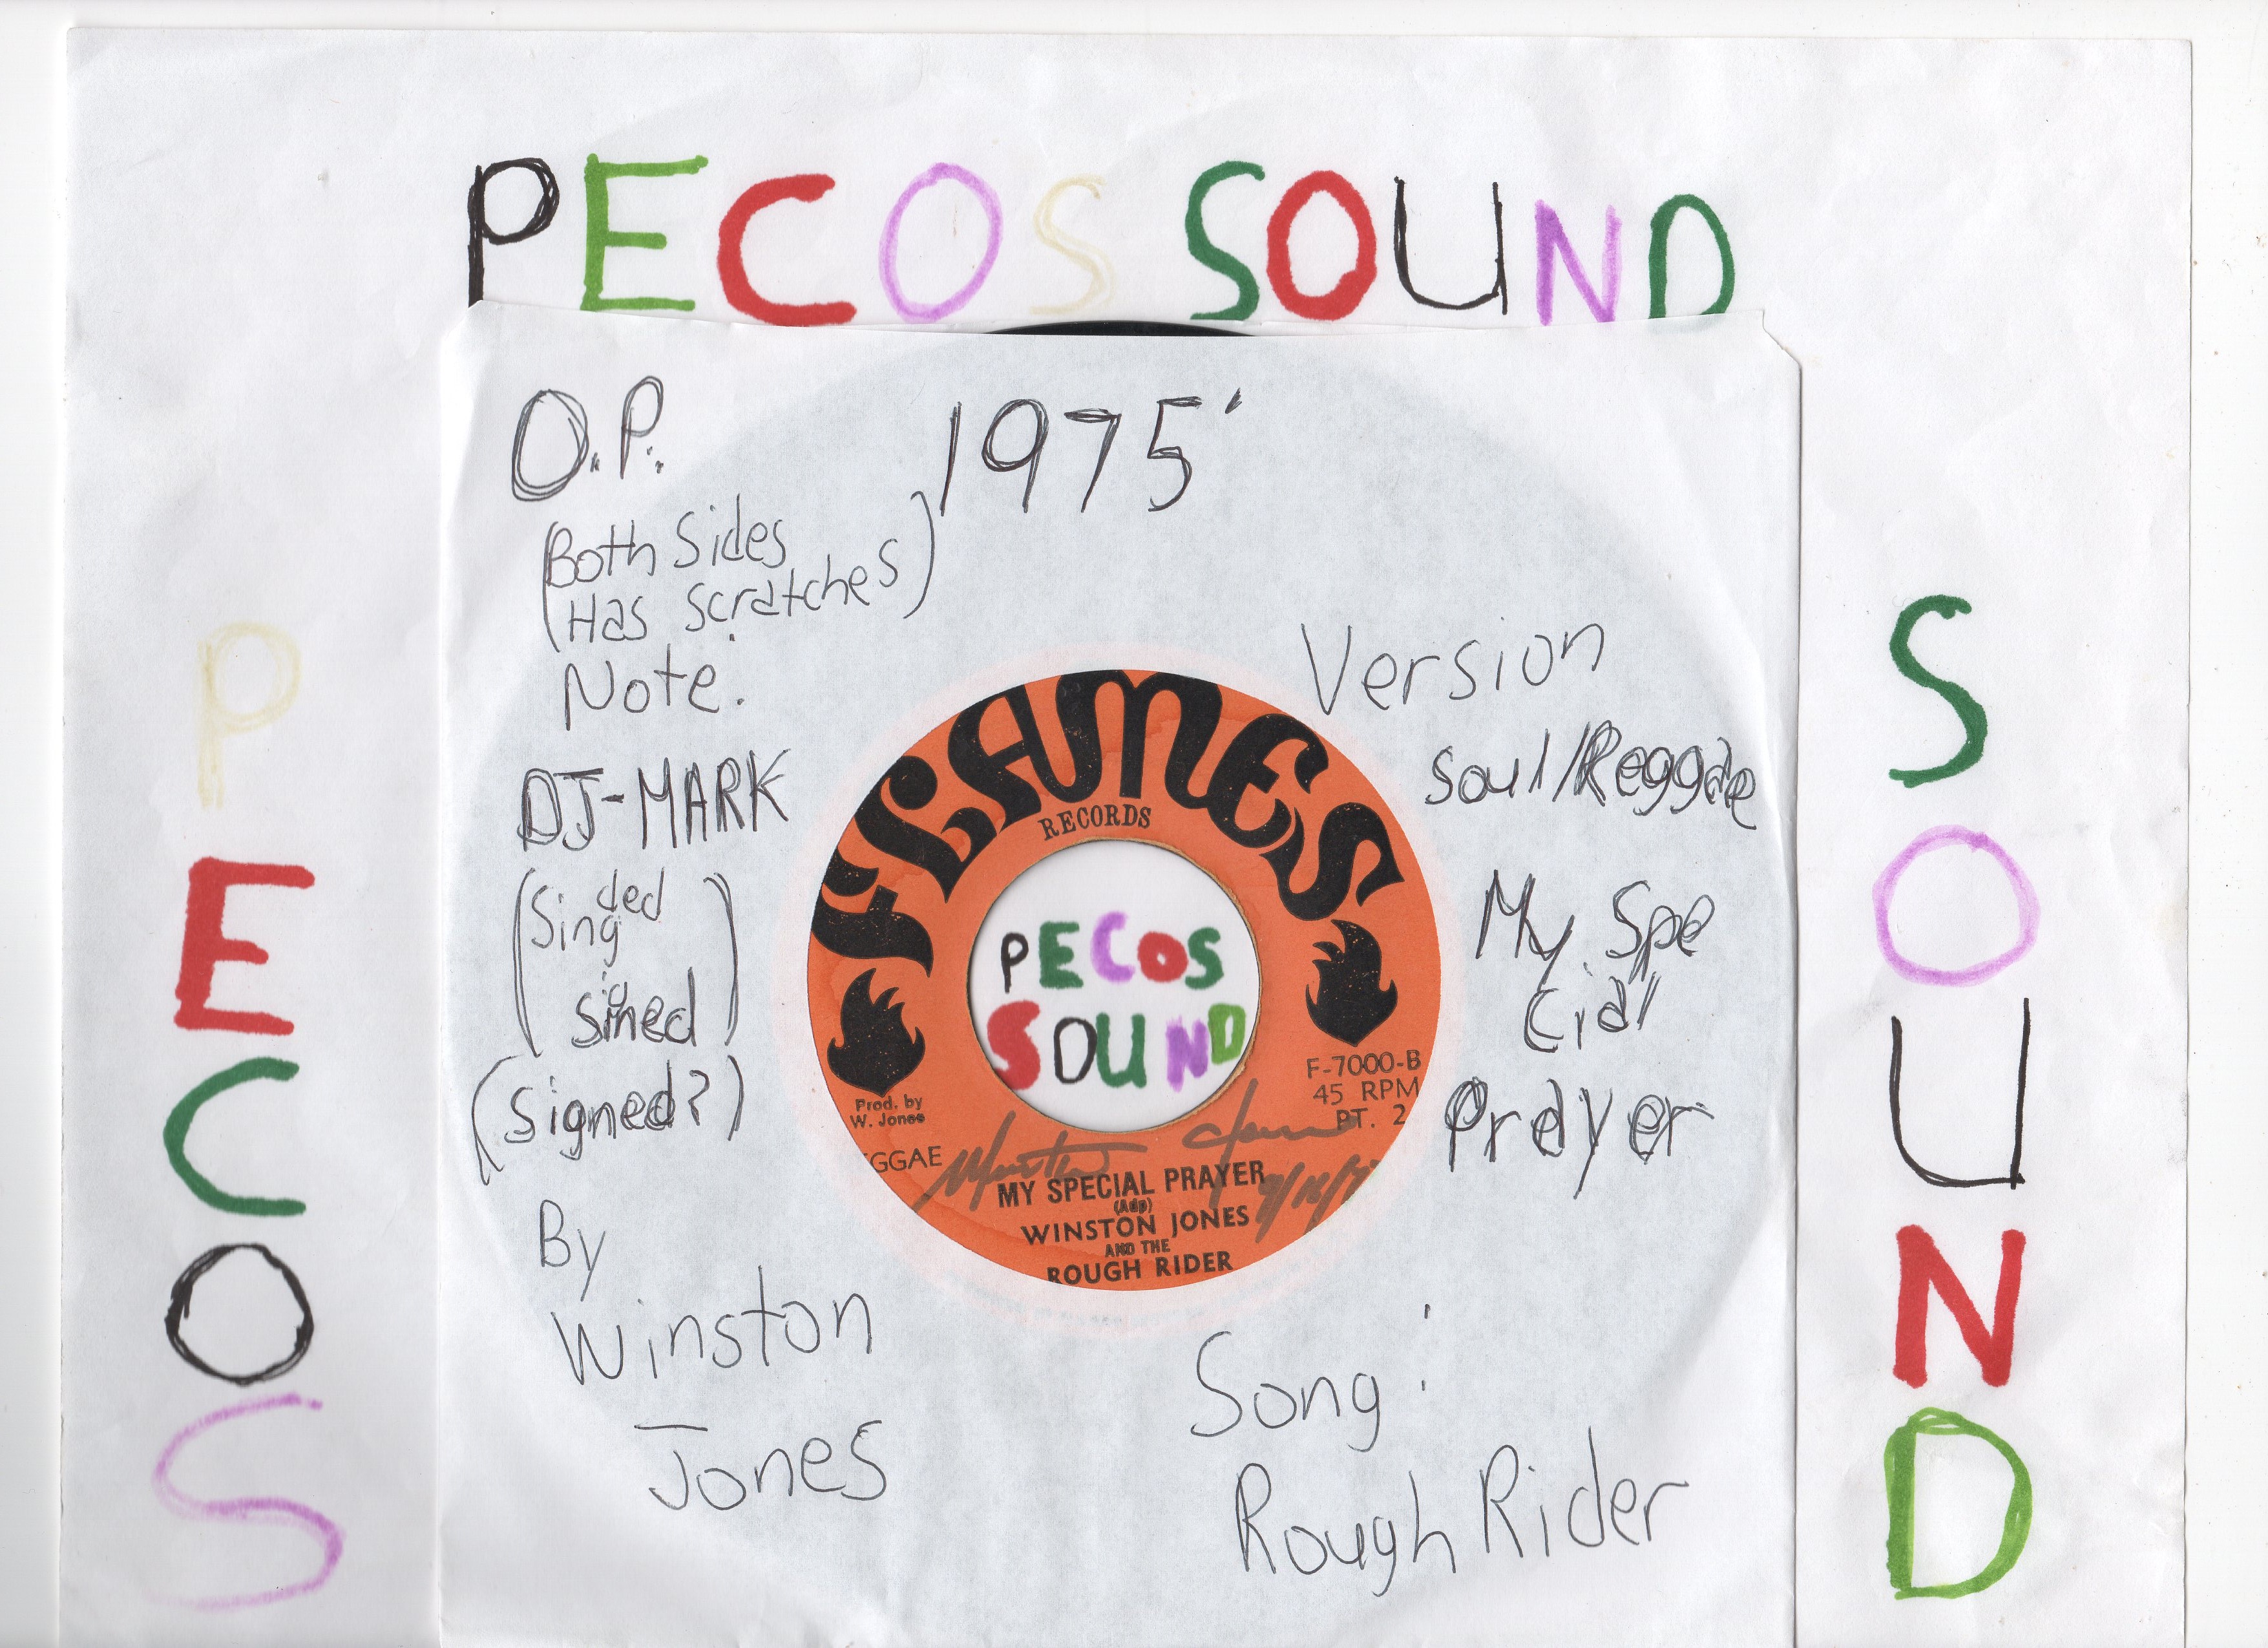 PECOS SOUND
O.P.
1975'
(Both Sides
Has Scratches)
Note.
DJ-MARK
(Singded
signed)
(Signed?)
By
Winston
Jones
Version
Soul/Reggae
My Spe
cial
Prayer
Song:
Rough Rider
FLAMES
RECORDS
PECOS
SOUND
Prod. by
W. Jones
F-7000-B
45 RPM
PT. 2
GGAE
MY SPECIAL PRAYER
(Adp)
WINSTON JONES
AND THE
ROUGH RIDER
PECOS
SOUND